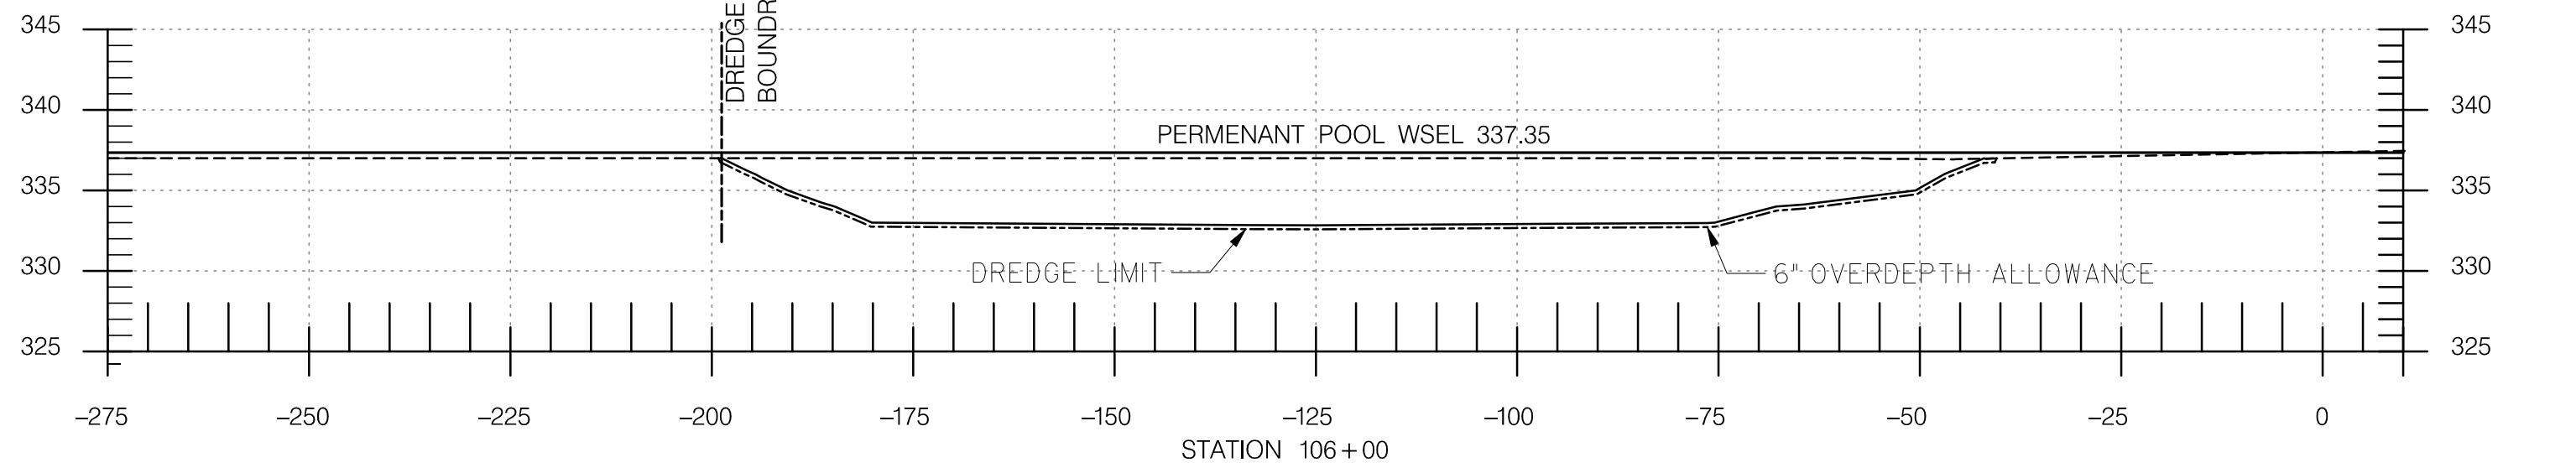 DREDGE
BOUNDR
345 345
340 340
PERMENANT POOL WSEL 337.35
335 335
330 DREDGE LIMIT 6" OVERDEPTH ALLOWANCE 330
325 325
-275 -250 -225 -200 -175 -150 -125 -100 -75 -50 -25 0
STATION 106+00